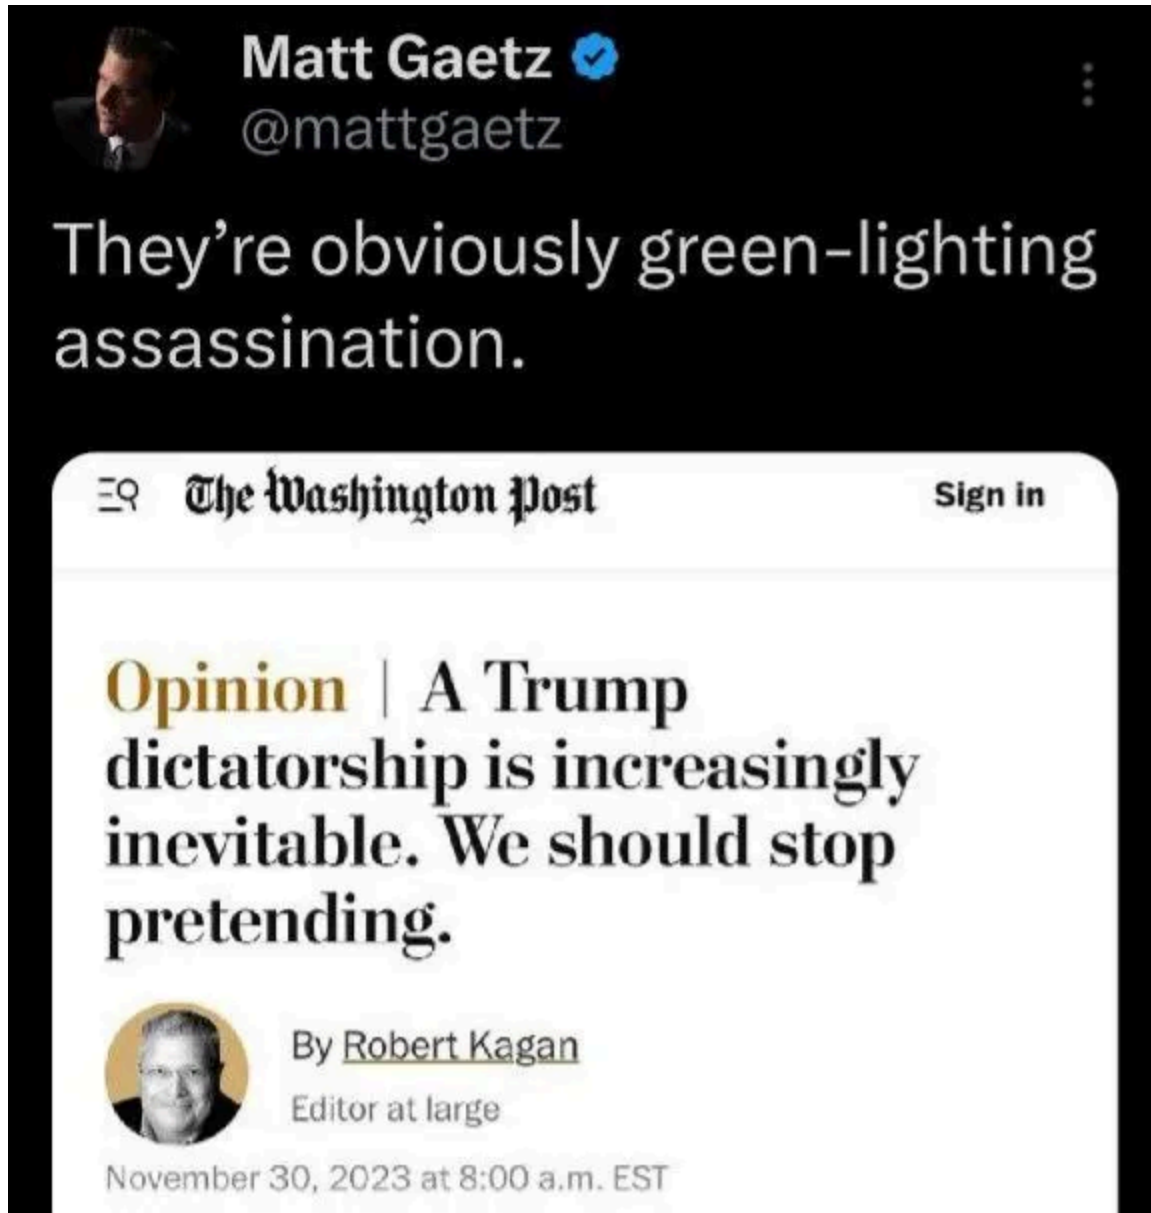 Matt Gaetz
@mattgaetz
They’re obviously green-lighting
assassination.
The Washington Post
Sign in
Opinion | A Trump
dictatorship is increasingly
inevitable. We should stop
pretending.
By Robert Kagan
Editor at large
November 30, 2023 at 8:00 a.m. EST